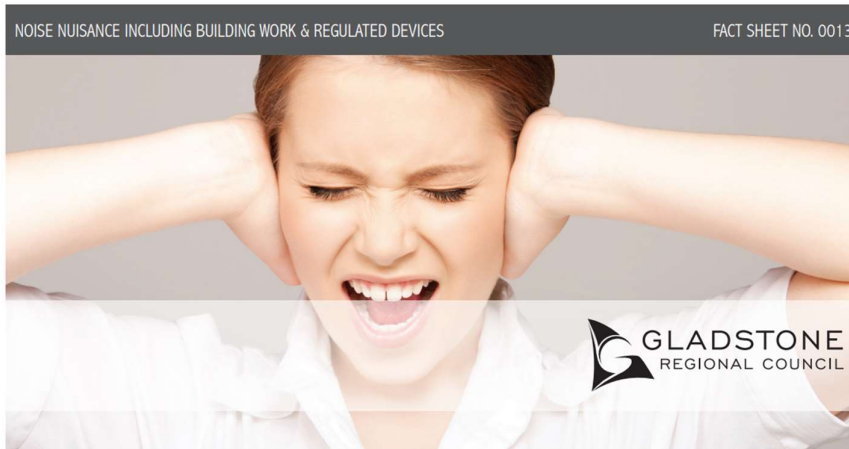 NOISE NUISANCE INCLUDING BUILDING WORK & REGULATED DEVICES
FACT SHEET NO. 0013
GLADSTONE
REGIONAL COUNCIL